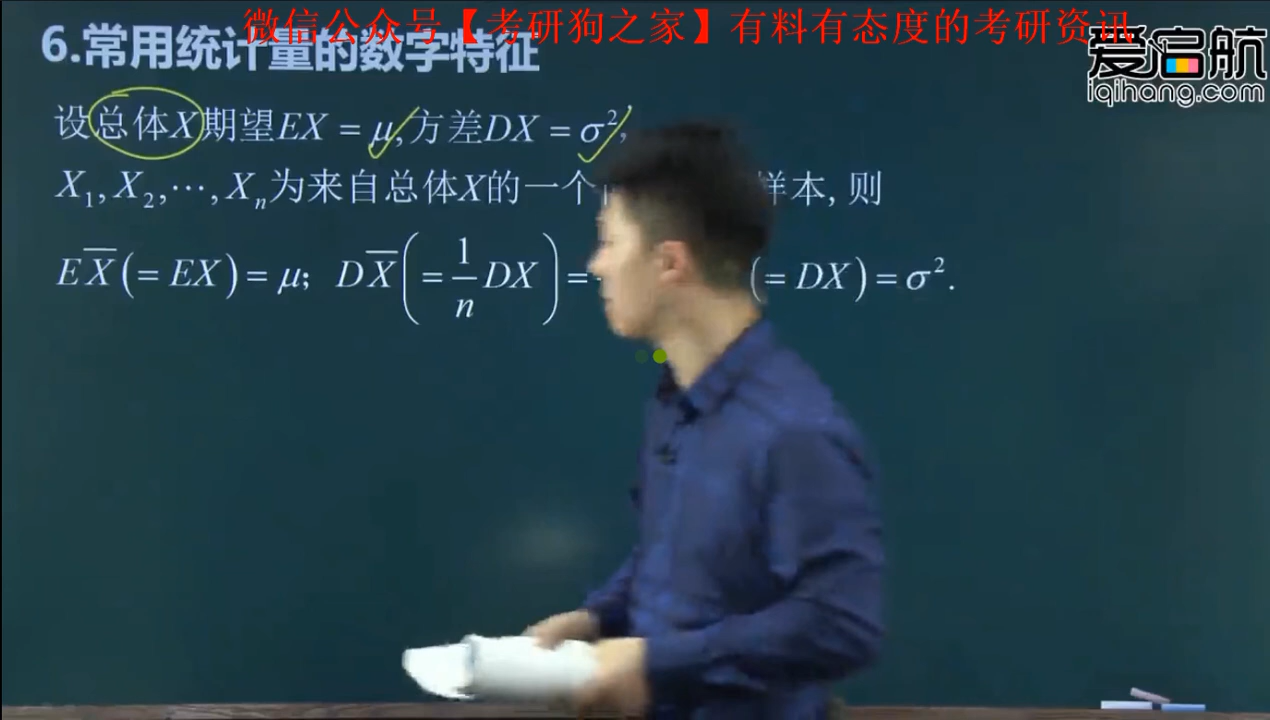 微信公众号【考研狗之家】有料有态度的考研资讯
爱启航
iqihang.com
6.常用统计量的数字特征
设总体X期望EX = μ,方差DX = σ²,
X₁, X₂, ⋯, Xₙ为来自总体X的一个 样本, 则
EX̅(= EX) = μ; DX̅(= 1/n DX) = (= DX) = σ².